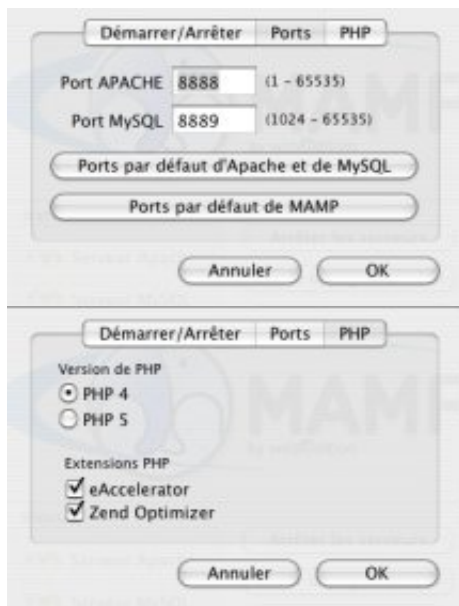 Démarrer/Arrêter Ports PHP
Port APACHE 8888 (1 - 65535)
Port MySQL 8889 (1024 - 65535)
Ports par défaut d'Apache et de MySQL
Ports par défaut de MAMP
Annuler OK
Démarrer/Arrêter Ports PHP
Version de PHP
PHP 4
PHP 5
MAMP
Extensions PHP
eAccelerator
Zend Optimizer
Annuler OK